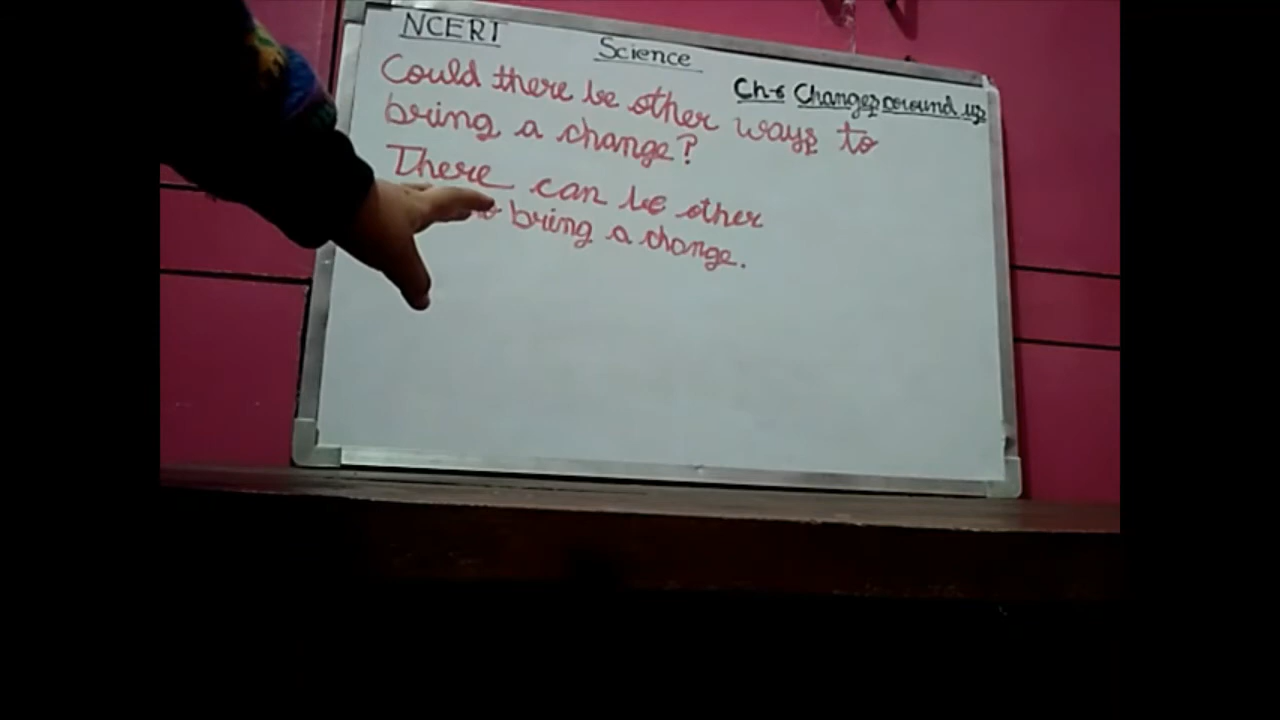 NCERT
Science
Ch-6 Changes around us
Could there be other ways to
bring a change?
There can be other
bring a change.